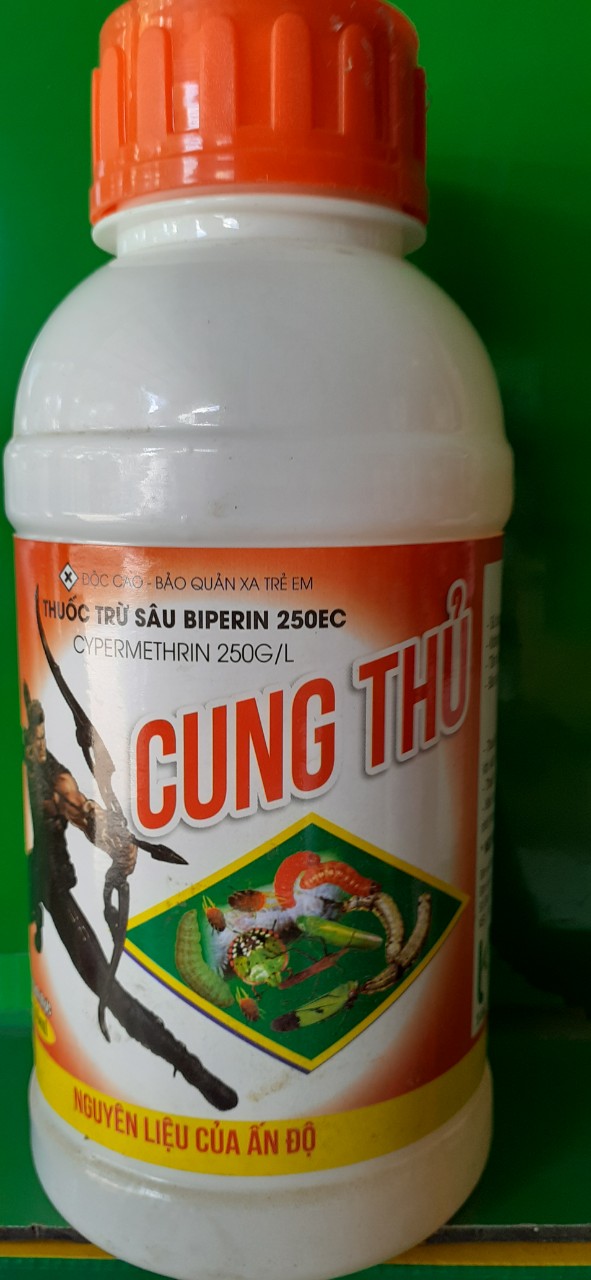 ĐỘC CAO - BẢO QUẢN XA TRẺ EM
THUỐC TRỪ SÂU BIPERIN 250EC
CYPERMETHRIN 250G/L
CUNG THỦ
NGUYÊN LIỆU CỦA ẤN ĐỘ